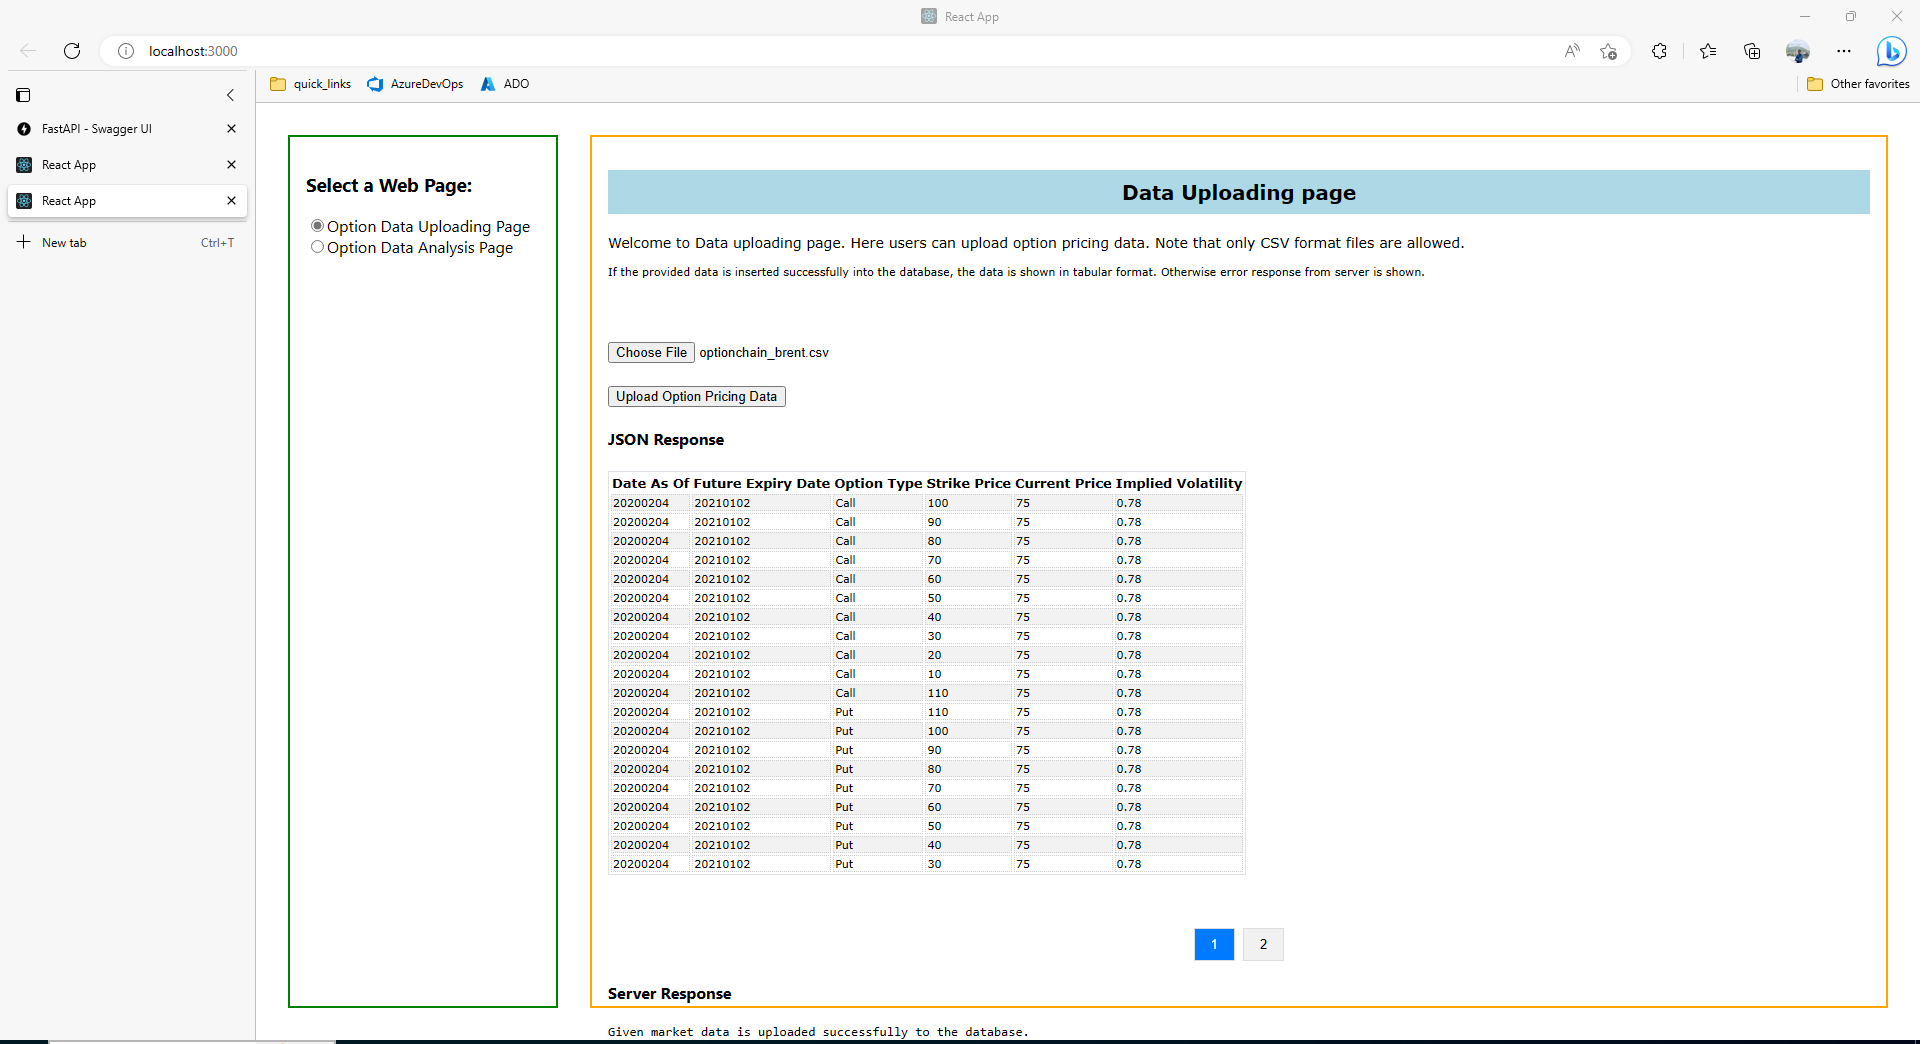 React App
localhost:3000
quick_links AzureDevOps ADO Other favorites
FastAPI - Swagger UI
React App
React App
New tab Ctrl+T
Select a Web Page:
Option Data Uploading Page
Option Data Analysis Page
Data Uploading page
Welcome to Data uploading page. Here users can upload option pricing data. Note that only CSV format files are allowed.
If the provided data is inserted successfully into the database, the data is shown in tabular format. Otherwise error response from server is shown.
Choose File optionchain_brent.csv
Upload Option Pricing Data
JSON Response
Date As Of Future Expiry Date Option Type Strike Price Current Price Implied Volatility
20200204 20210102 Call 100 75 0.78
20200204 20210102 Call 90 75 0.78
20200204 20210102 Call 80 75 0.78
20200204 20210102 Call 70 75 0.78
20200204 20210102 Call 60 75 0.78
20200204 20210102 Call 50 75 0.78
20200204 20210102 Call 40 75 0.78
20200204 20210102 Call 30 75 0.78
20200204 20210102 Call 20 75 0.78
20200204 20210102 Call 10 75 0.78
20200204 20210102 Call 110 75 0.78
20200204 20210102 Put 110 75 0.78
20200204 20210102 Put 100 75 0.78
20200204 20210102 Put 90 75 0.78
20200204 20210102 Put 80 75 0.78
20200204 20210102 Put 70 75 0.78
20200204 20210102 Put 60 75 0.78
20200204 20210102 Put 50 75 0.78
20200204 20210102 Put 40 75 0.78
20200204 20210102 Put 30 75 0.78
1 2
Server Response
Given market data is uploaded successfully to the database.